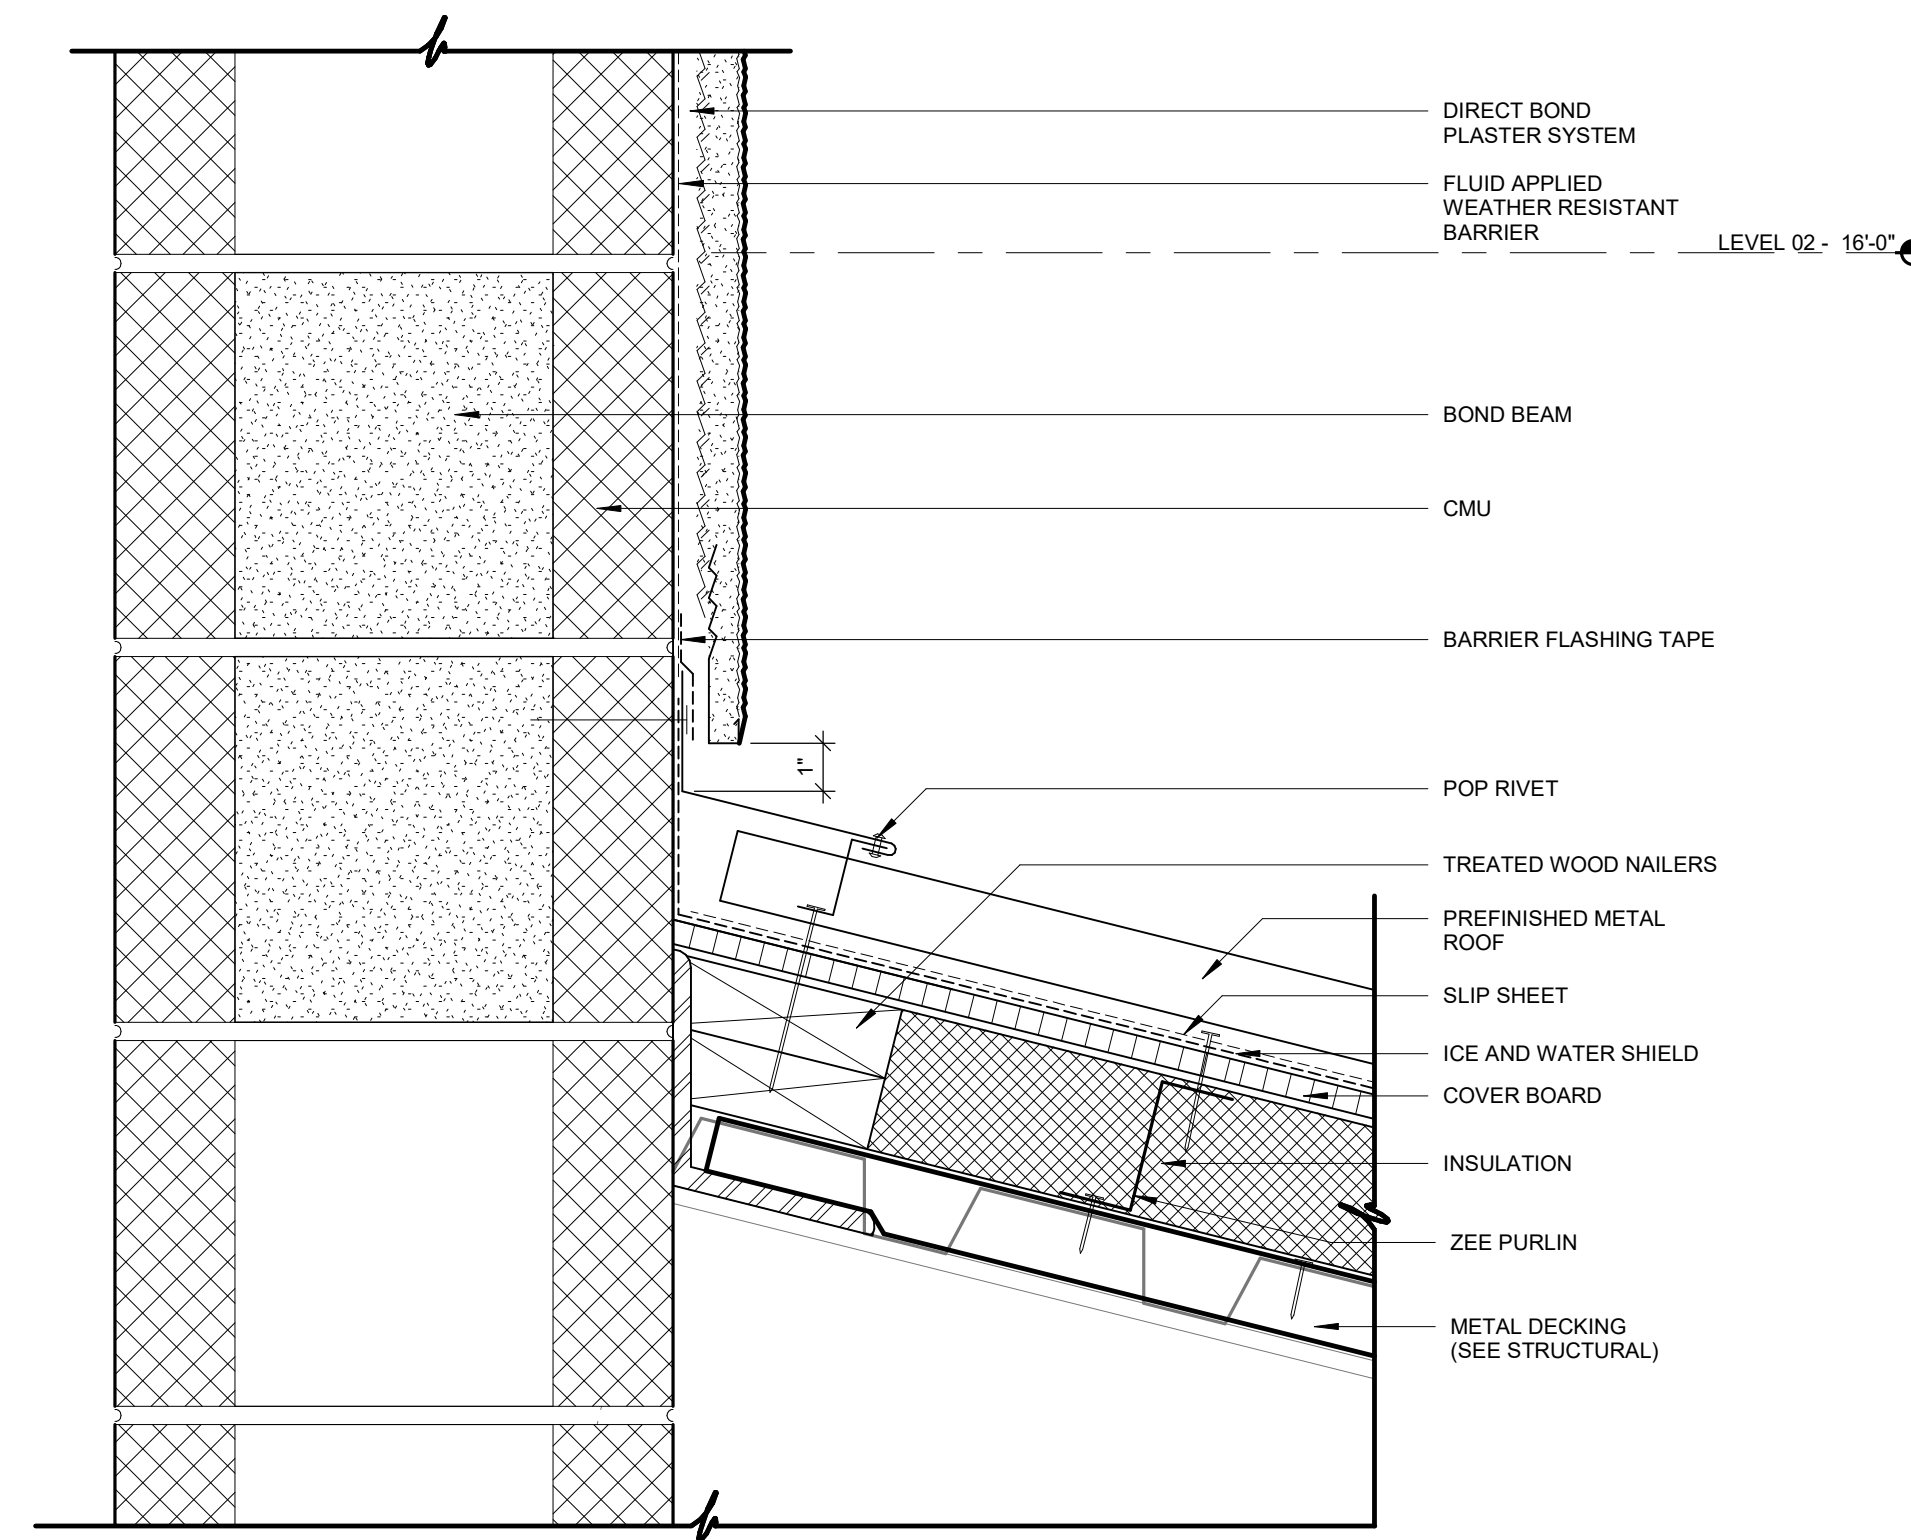 DIRECT BOND
PLASTER SYSTEM
FLUID APPLIED
WEATHER RESISTANT
BARRIER
LEVEL 02 - 16'-0"
BOND BEAM
CMU
BARRIER FLASHING TAPE
1"
POP RIVET
TREATED WOOD NAILERS
PREFINISHED METAL
ROOF
SLIP SHEET
ICE AND WATER SHIELD
COVER BOARD
INSULATION
ZEE PURLIN
METAL DECKING
(SEE STRUCTURAL)